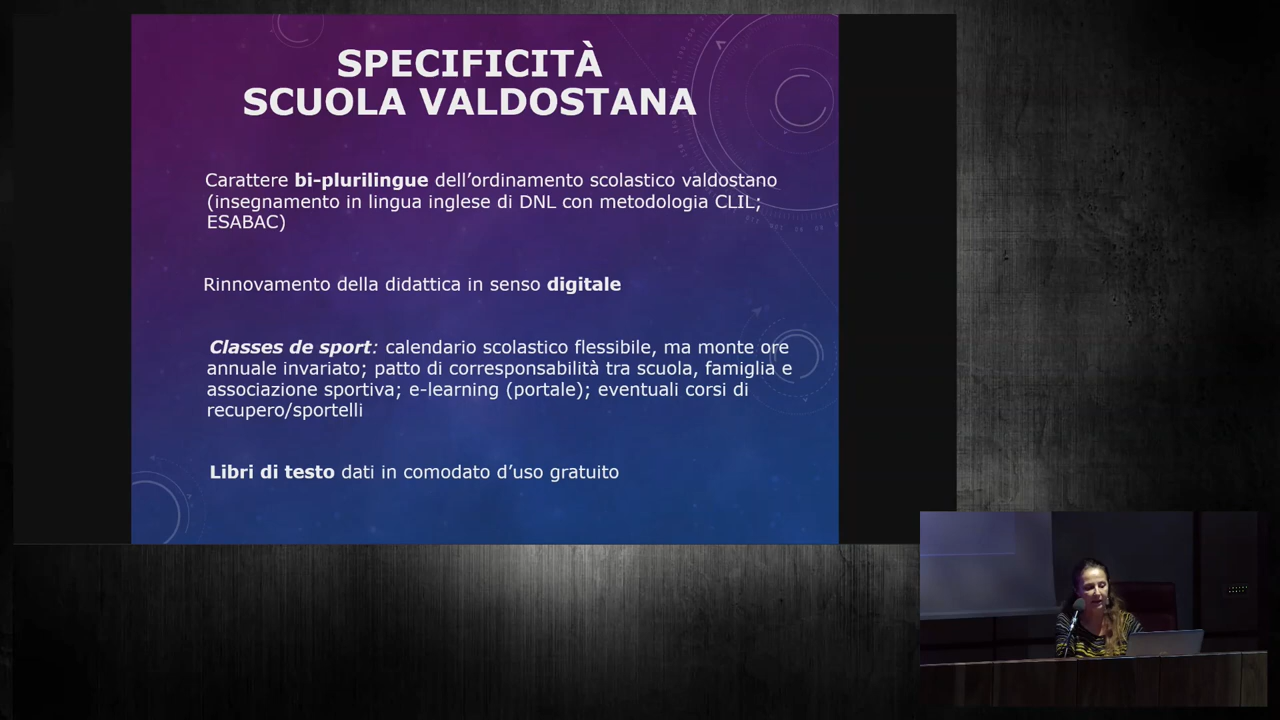 SPECIFICITÀ
SCUOLA VALDOSTANA
Carattere bi-plurilingue dell’ordinamento scolastico valdostano
(insegnamento in lingua inglese di DNL con metodologia CLIL;
ESABAC)
Rinnovamento della didattica in senso digitale
Classes de sport: calendario scolastico flessibile, ma monte ore
annuale invariato; patto di corresponsabilità tra scuola, famiglia e
associazione sportiva; e-learning (portale); eventuali corsi di
recupero/sportelli
Libri di testo dati in comodato d’uso gratuito